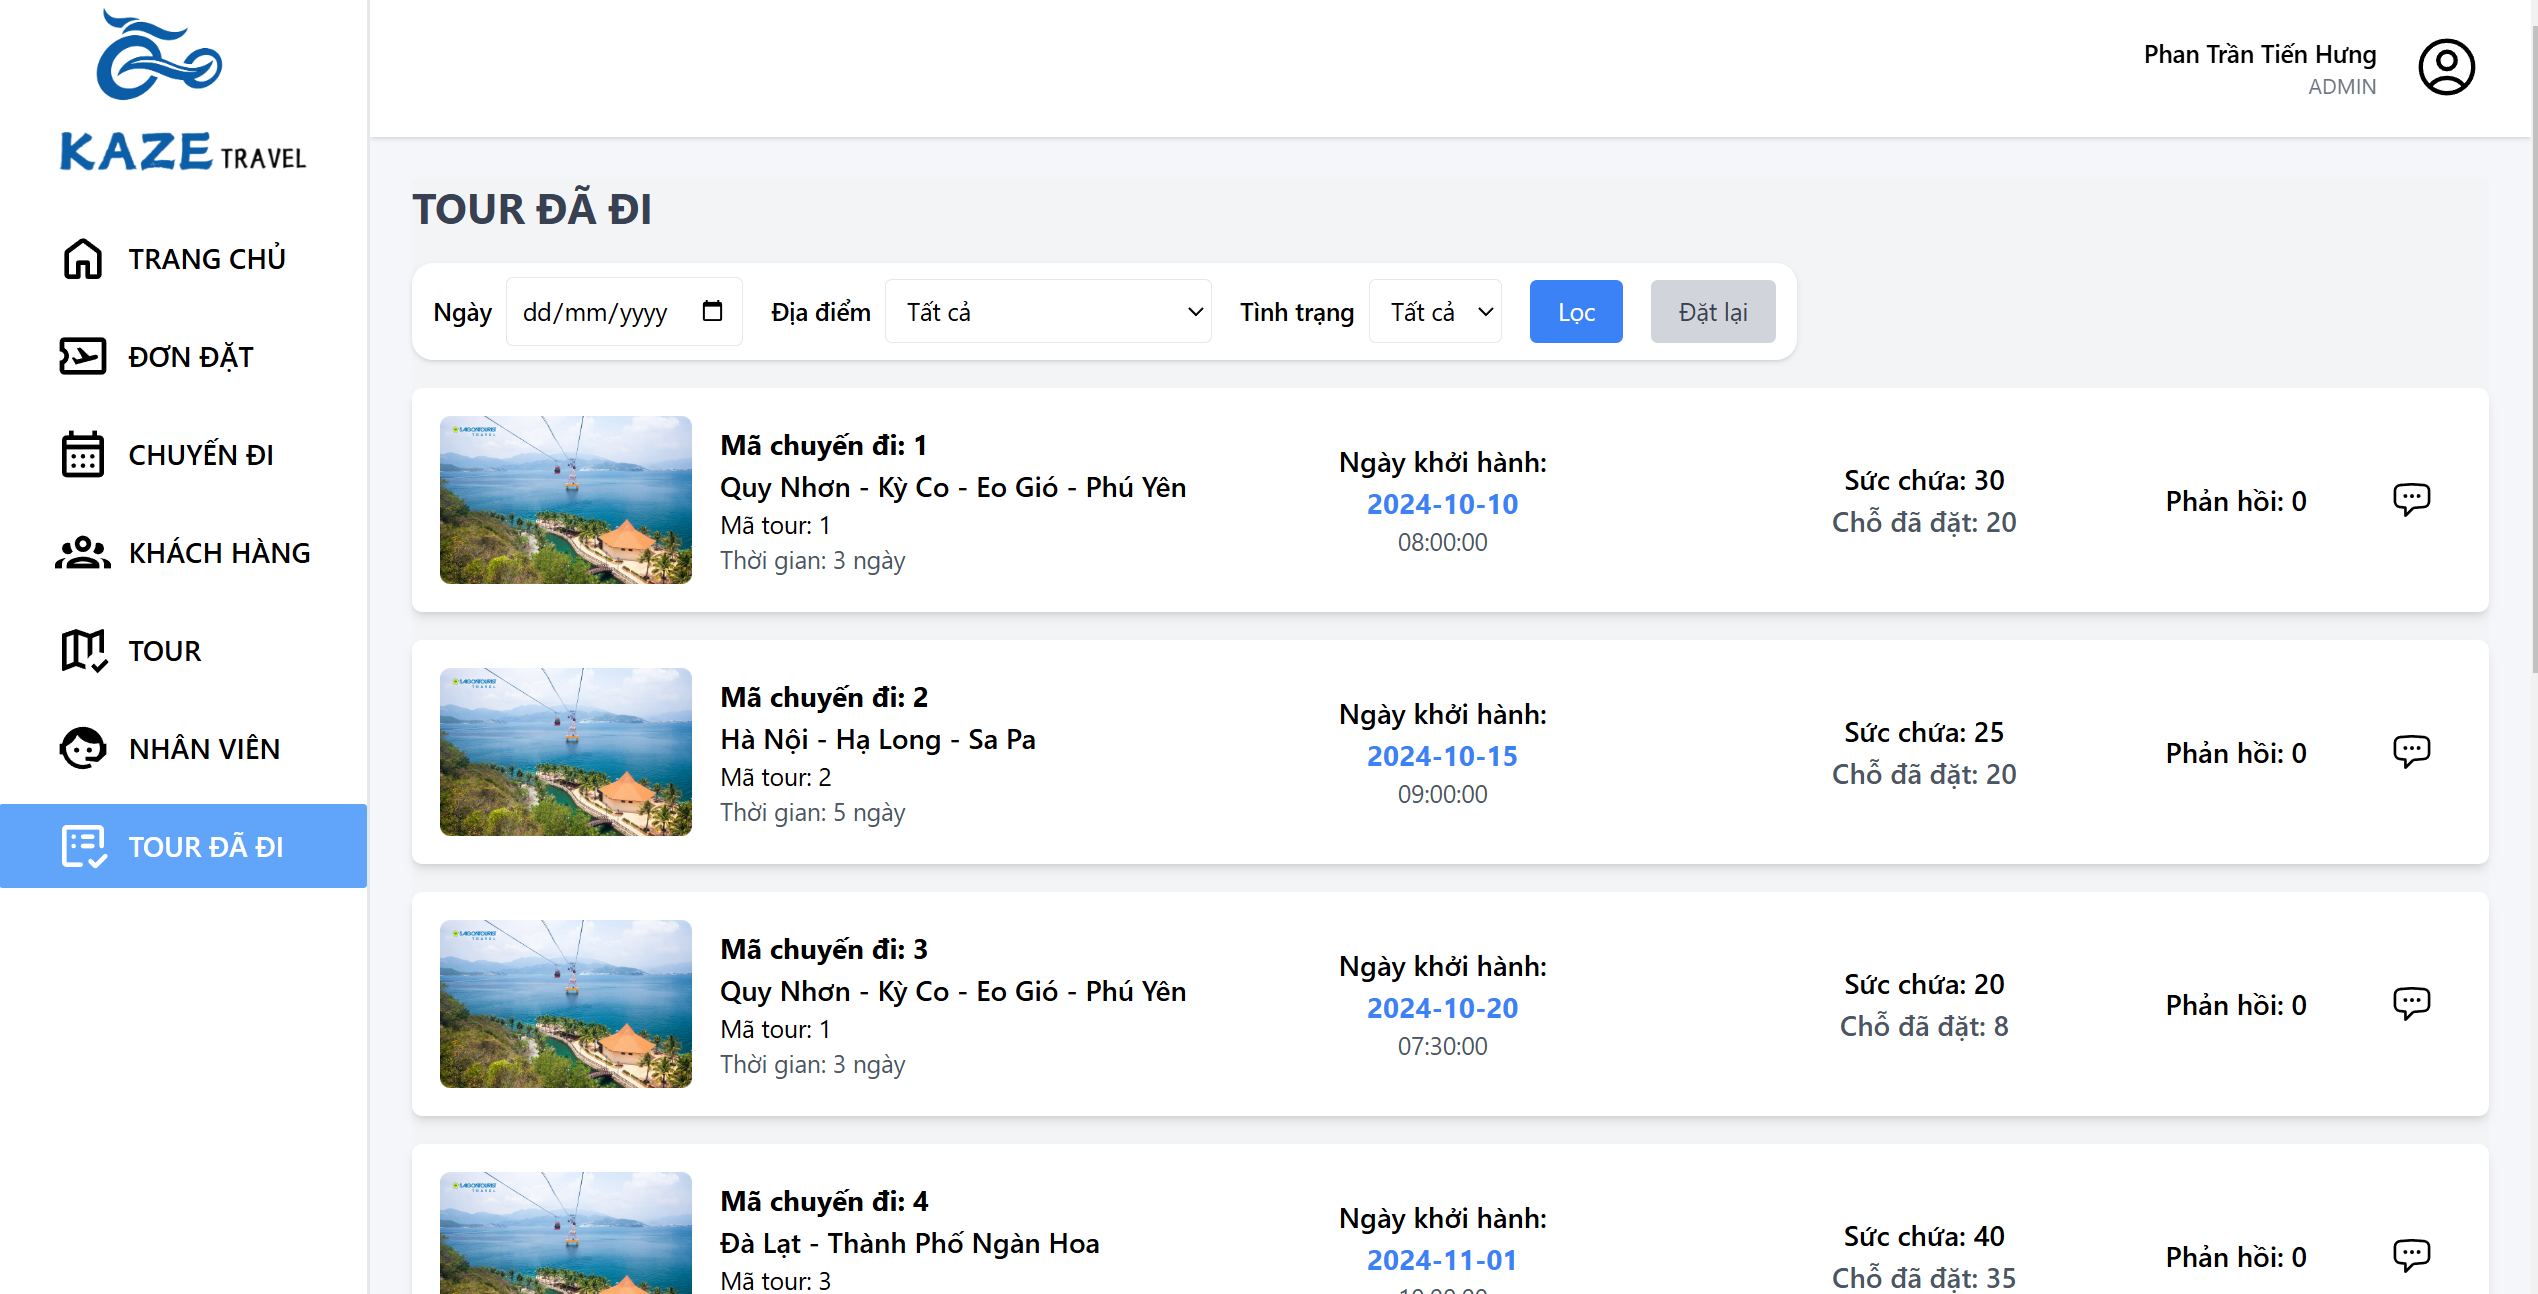 KAZE TRAVEL
TRANG CHỦ
ĐƠN ĐẶT
CHUYẾN ĐI
KHÁCH HÀNG
TOUR
NHÂN VIÊN
TOUR ĐÃ ĐI
Phan Trần Tiến Hưng
ADMIN
TOUR ĐÃ ĐI
Ngày dd/mm/yyyy Địa điểm Tất cả Tình trạng Tất cả Lọc Đặt lại
Mã chuyến đi: 1
Quy Nhơn - Kỳ Co - Eo Gió - Phú Yên
Mã tour: 1
Thời gian: 3 ngày
Ngày khởi hành:
2024-10-10
08:00:00
Sức chứa: 30
Chỗ đã đặt: 20
Phản hồi: 0
Mã chuyến đi: 2
Hà Nội - Hạ Long - Sa Pa
Mã tour: 2
Thời gian: 5 ngày
Ngày khởi hành:
2024-10-15
09:00:00
Sức chứa: 25
Chỗ đã đặt: 20
Phản hồi: 0
Mã chuyến đi: 3
Quy Nhơn - Kỳ Co - Eo Gió - Phú Yên
Mã tour: 1
Thời gian: 3 ngày
Ngày khởi hành:
2024-10-20
07:30:00
Sức chứa: 20
Chỗ đã đặt: 8
Phản hồi: 0
Mã chuyến đi: 4
Đà Lạt - Thành Phố Ngàn Hoa
Mã tour: 3
Ngày khởi hành:
2024-11-01
Sức chứa: 40
Chỗ đã đặt: 35
Phản hồi: 0